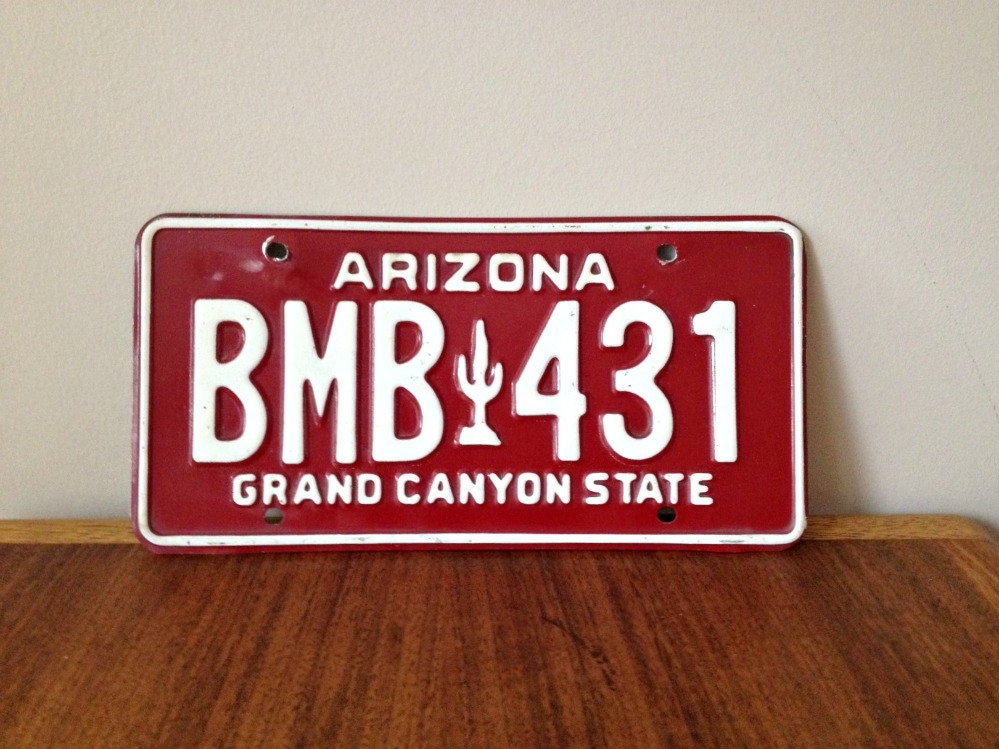 ARIZONA
BMB 431
GRAND CANYON STATE